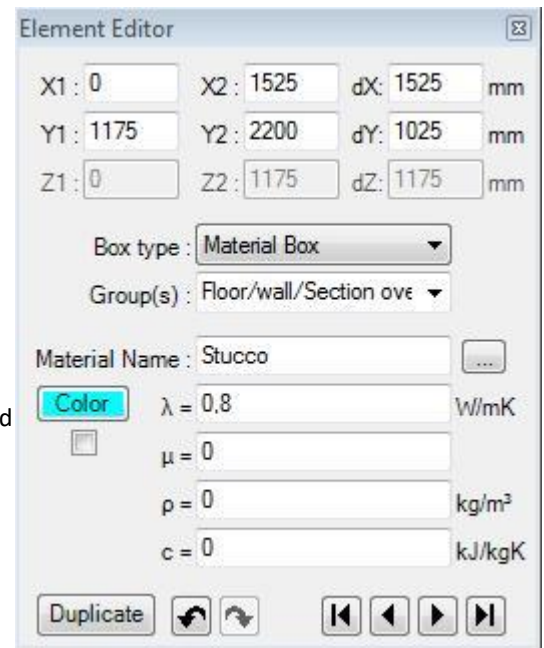 Element Editor
X1 : 0 X2 : 1525 dX: 1525 mm
Y1 : 1175 Y2 : 2200 dY: 1025 mm
Z1 : 0 Z2 : 1175 dZ: 1175 mm
Box type : Material Box
Group(s) : Floor/wall/Section ove
Material Name : Stucco ...
d Color λ = 0,8 W/mK
μ = 0
ρ = 0 kg/m³
c = 0 kJ/kgK
Duplicate